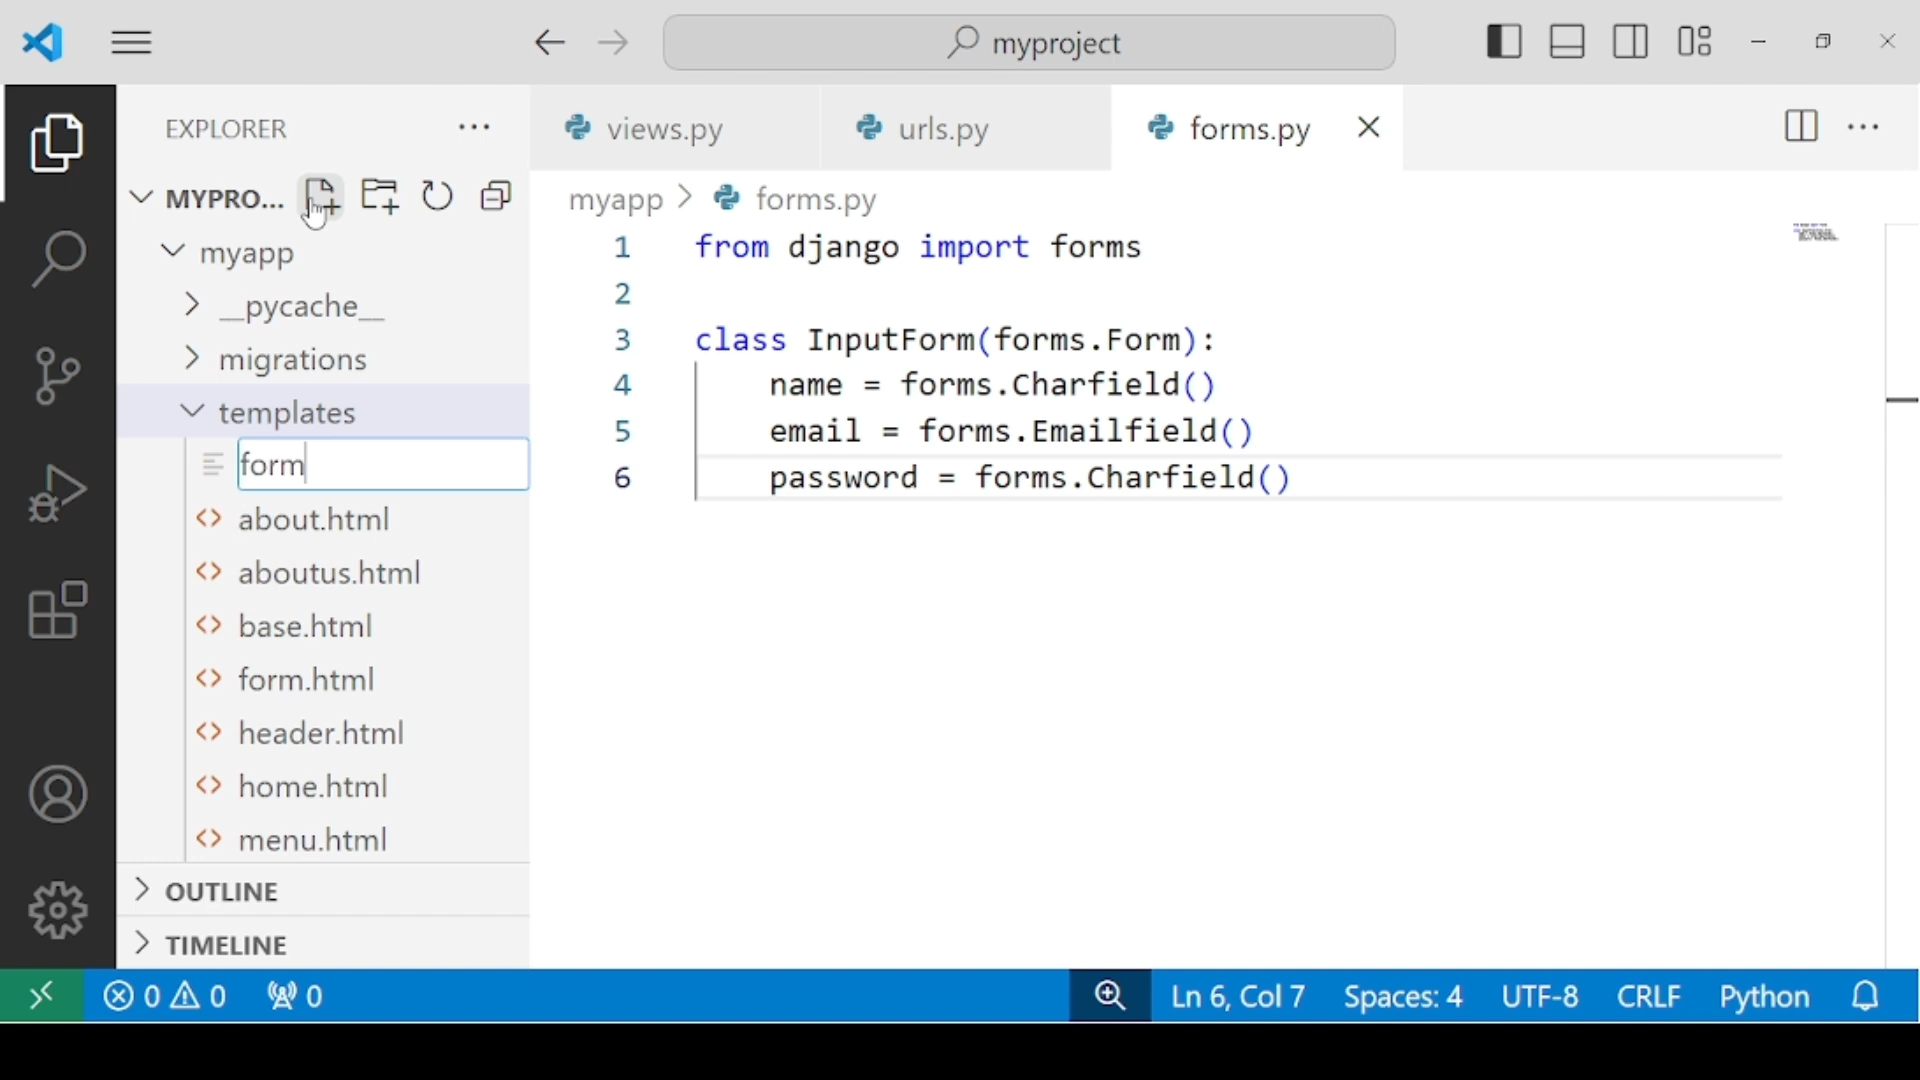 myproject
EXPLORER
views.py
urls.py
forms.py
MYPRO...
myapp > forms.py
myapp
__pycache__
migrations
templates
form
about.html
aboutus.html
base.html
form.html
header.html
home.html
menu.html
OUTLINE
TIMELINE
1 from django import forms
2
3 class InputForm(forms.Form):
4 name = forms.Charfield()
5 email = forms.Emailfield()
6 password = forms.Charfield()
0 0 0 Ln 6, Col 7 Spaces: 4 UTF-8 CRLF Python